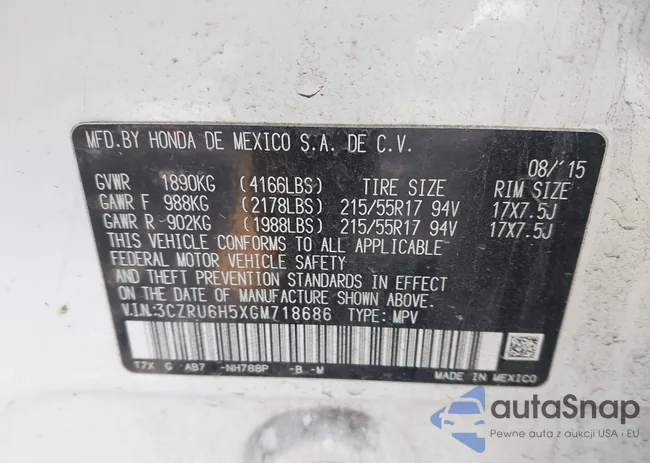 MFD.BY HONDA DE MEXICO S.A. DE C.V.
08/'15
GVWR 1890KG (4166LBS) TIRE SIZE RIM SIZE
GAWR F 988KG (2178LBS) 215/55R17 94V 17X7.5J
GAWR R 902KG (1988LBS) 215/55R17 94V 17X7.5J
THIS VEHICLE CONFORMS TO ALL APPLICABLE
FEDERAL MOTOR VEHICLE SAFETY
AND THEFT PREVENTION STANDARDS IN EFFECT
ON THE DATE OF MANUFACTURE SHOWN ABOVE.
V.I.N.:3CZRU6H5XGM718686 TYPE: MPV
17X G AB7 -NH788P -B -M
MADE IN MEXICO
autaSnap
Pewne auta z aukcji USA i EU